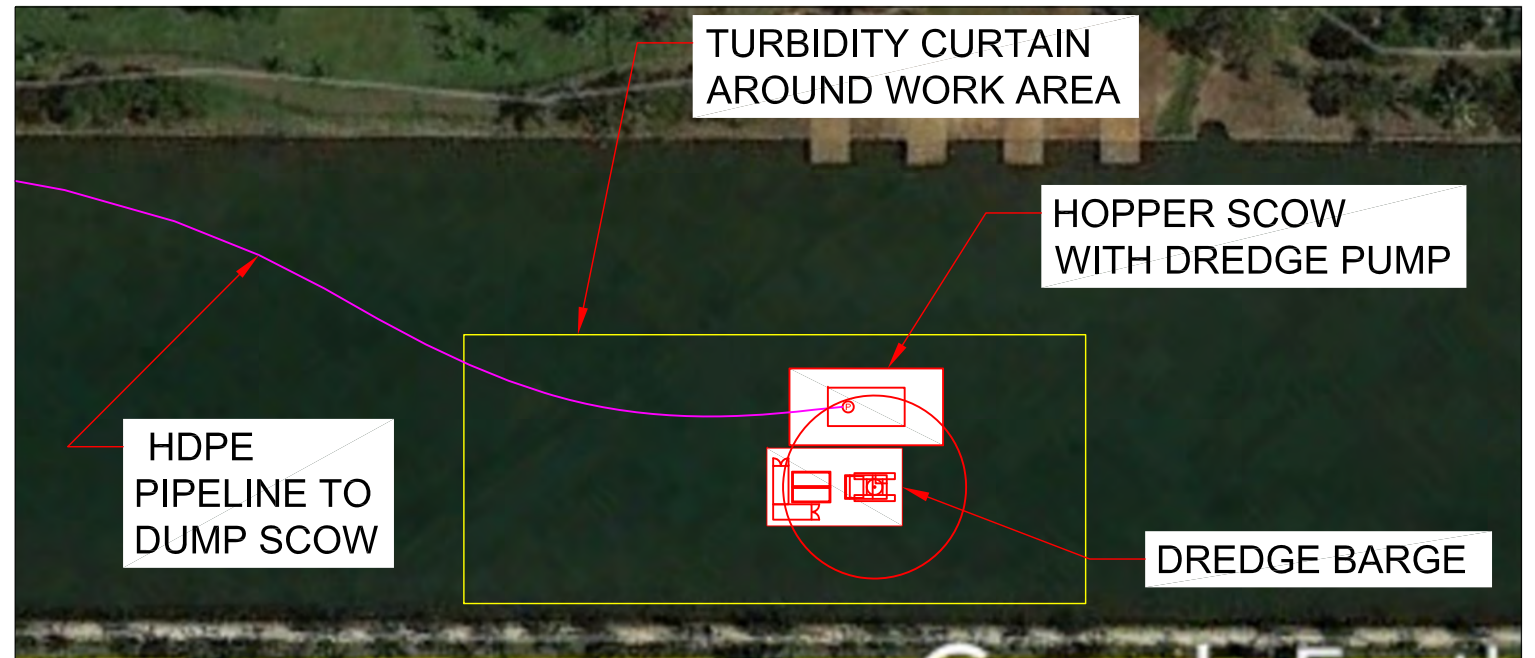 TURBIDITY CURTAIN
AROUND WORK AREA
HOPPER SCOW
WITH DREDGE PUMP
P
HDPE
PIPELINE TO
DUMP SCOW
DREDGE BARGE